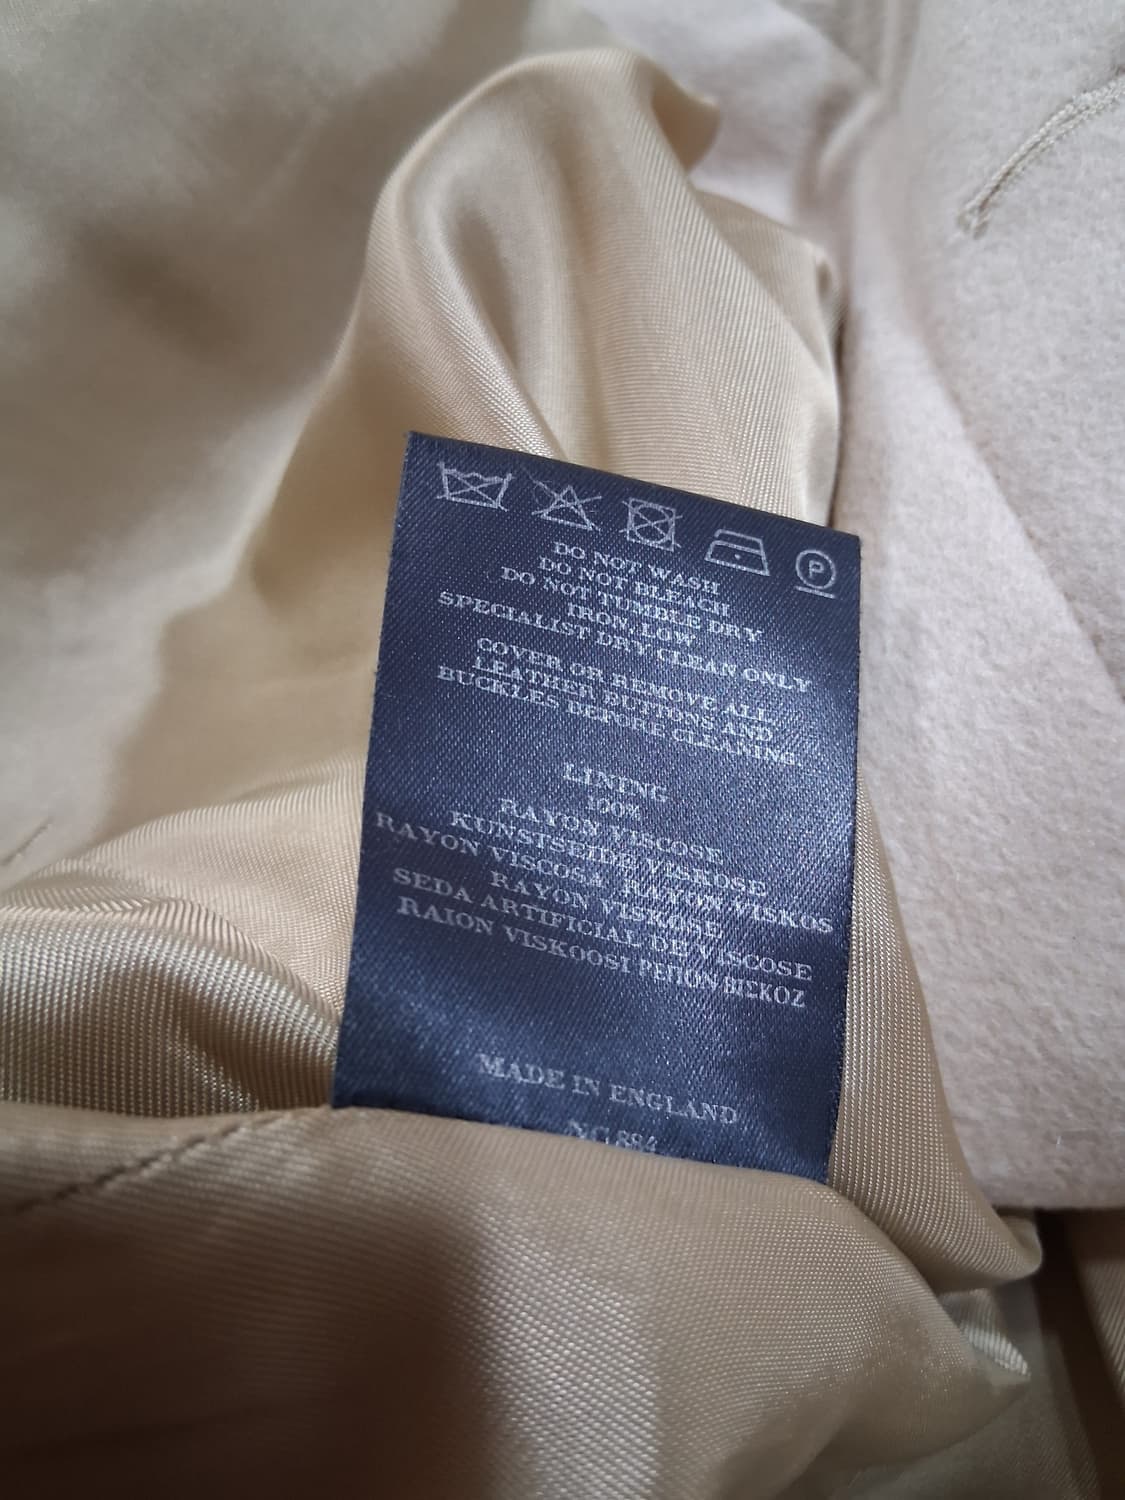 P
DO NOT WASH
DO NOT BLEACH
DO NOT TUMBLE DRY
IRON, LOW
SPECIALIST DRY CLEAN ONLY
COVER OR REMOVE ALL
LEATHER BUTTONS AND
BUCKLES BEFORE CLEANING.
LINING
100%
RAYON VISCOSE
KUNSTSEIDE VISKOSE
RAYON VISCOSA RAYON VISKOS
RAYON VISKOSE
SEDA ARTIFICIAL DE VISCOSE
RAION VISKOOSI ΡΕΓΙΟΝ ΒΙΣΚΟΖ
MADE IN ENGLAND